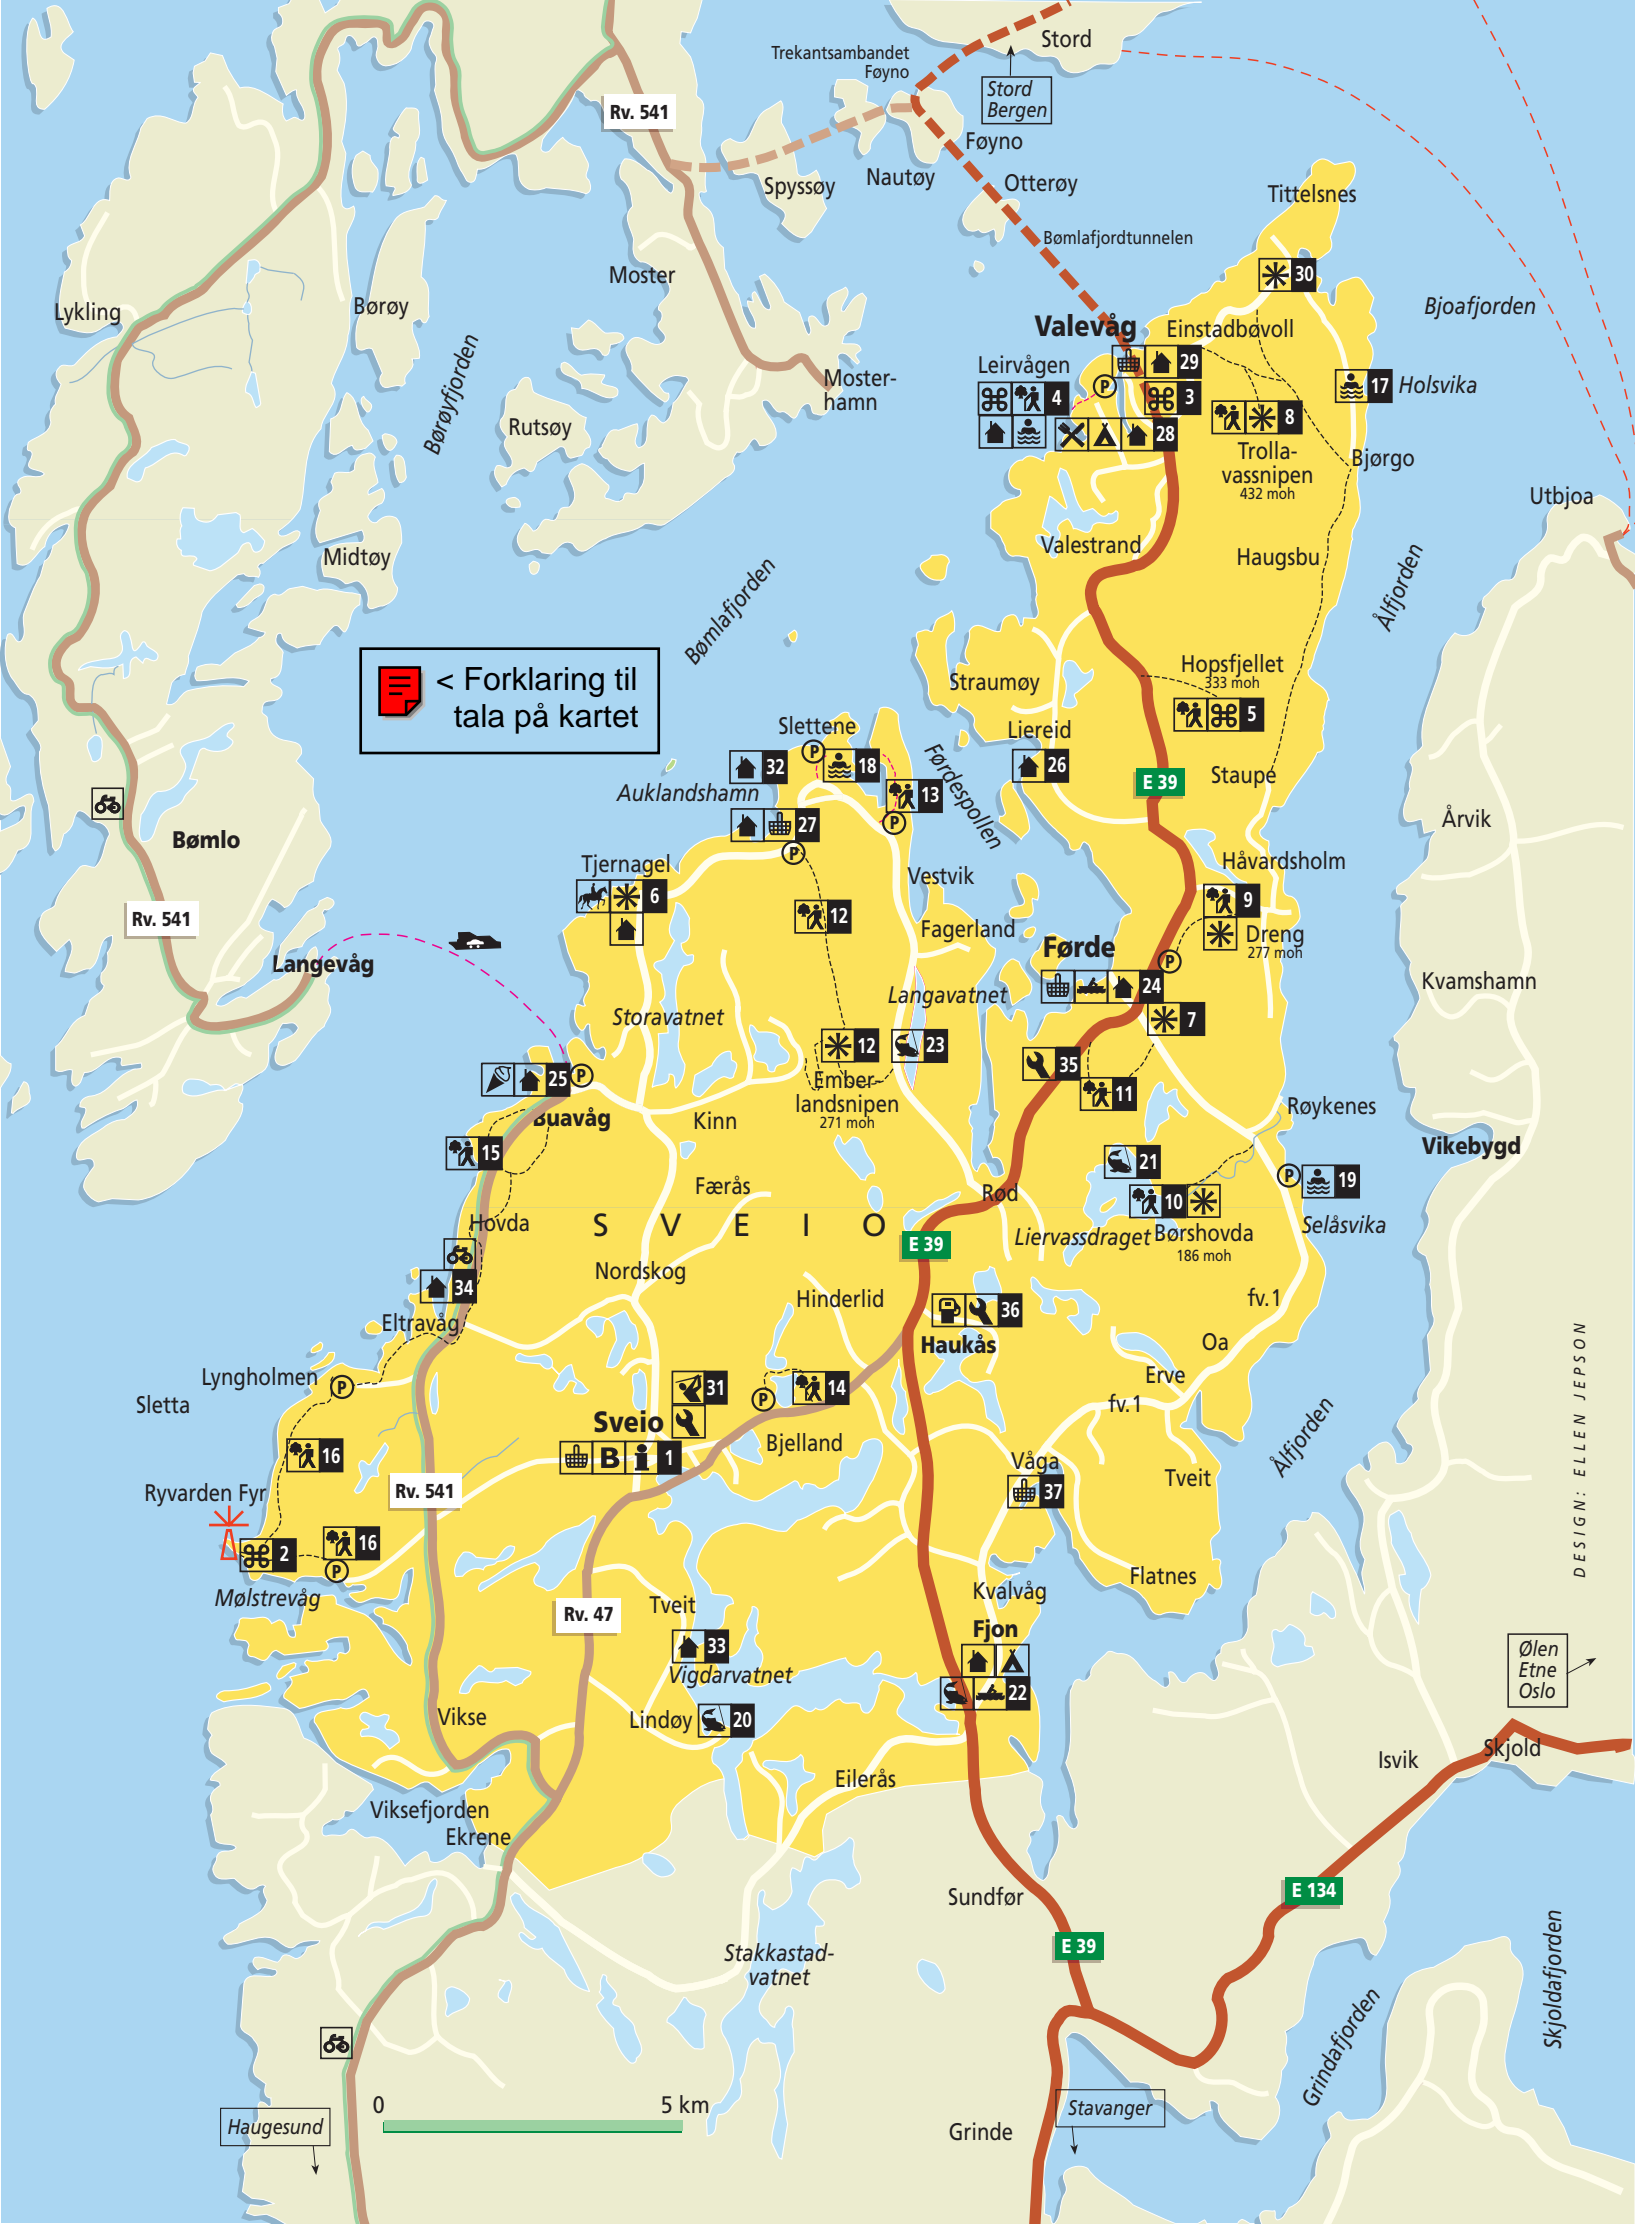 Stord
Trekantsambandet
Føyno
Stord
Bergen
Rv. 541
Føyno
Nautøy
Spyssøy
Otterøy
Tittelsnes
Bømlafjordtunnelen
30
Moster
Lykling
Børøy
Bjoafjorden
Valevåg
Einstadbøvoll
Leirvågen
29
P
Børøyfjorden
Moster-
hamn
17
Holsvika
4
3
8
28
Rutsøy
Trolla-
vassnipen
432 moh
Bjørgo
Utbjoa
Valestrand
Haugsbu
Midtøy
Ålfjorden
Bømlafjorden
< Forklaring til
tala på kartet
Hopsfjellet
333 moh
5
Straumøy
Slettene
Liereid
P
32
18
26
E 39
Staupe
Auklandshamn
13
Førdespollen
27
P
P
Årvik
Bømlo
Tjernagel
Håvardsholm
Vestvik
6
9
12
Rv. 541
Fagerland
Dreng
277 moh
Førde
P
Langevåg
Kvamshamn
24
Langavatnet
Storavatnet
7
12
23
35
25
P
Ember-
landsnipen
271 moh
11
Buavåg
Kinn
Røykenes
Vikebygd
15
21
Færås
Rød
10
P
19
Hovda
SVEIO
Liervassdraget
Børshovda
186 moh
Selåsvika
E 39
Nordskog
34
Hinderlid
fv.1
36
Eltravåg
Haukås
Oa
Lyngholmen
P
Erve
31
14
P
Sletta
fv.1
Sveio
Bjelland
Ålfjorden
DESIGN: ELLEN JEPSON
16
B
1
Våga
Tveit
Ryvarden Fyr
Rv. 541
37
16
2
P
Flatnes
Mølstrevåg
Kvalvåg
Rv. 47
Tveit
Fjon
33
Vigdarvatnet
Ølen
Etne
Oslo
22
Vikse
Lindøy
20
Skjold
Isvik
Eilerås
Viksefjorden
Ekrene
E 134
Sundfør
E 39
Stakkastad-
vatnet
Skjoldafjorden
Grindafjorden
0
5 km
Haugesund
Stavanger
Grinde